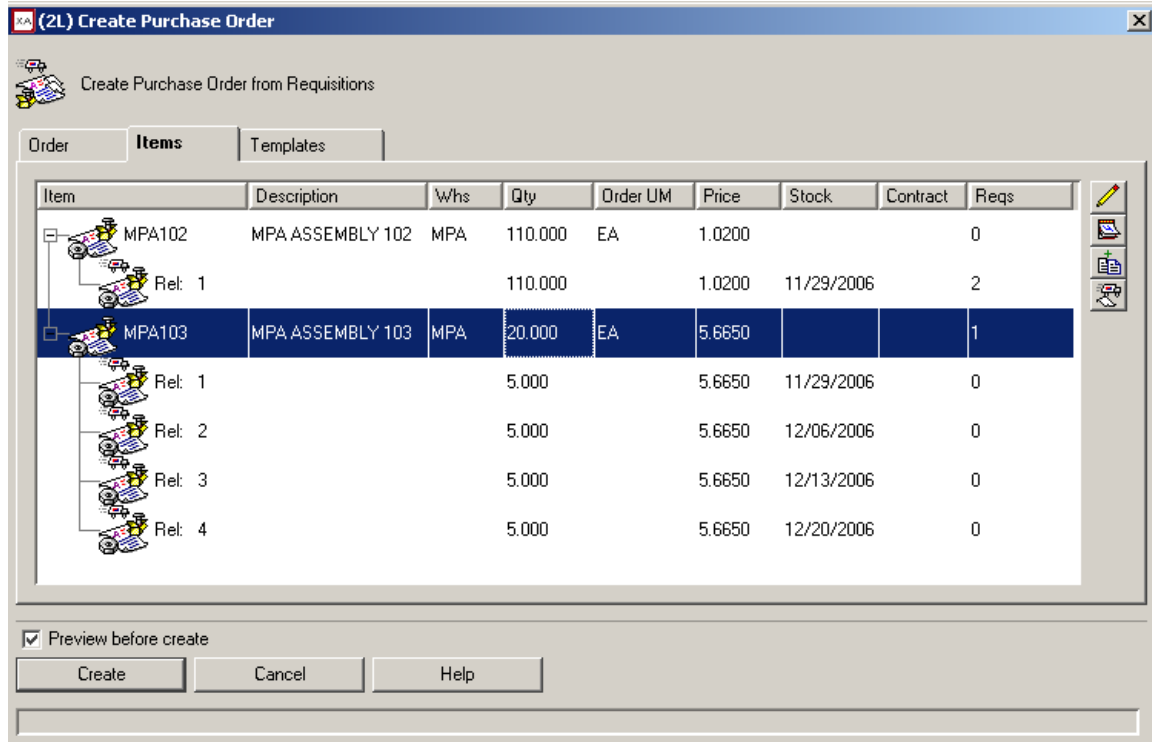 XA (2L) Create Purchase Order
Create Purchase Order from Requisitions
Order Items Templates
Item Description Whs Qty Order UM Price Stock Contract Reqs
MPA102 MPA ASSEMBLY 102 MPA 110.000 EA 1.0200 0
Rel: 1 110.000 1.0200 11/29/2006 2
MPA103 MPA ASSEMBLY 103 MPA 20.000 EA 5.6650 1
Rel: 1 5.000 5.6650 11/29/2006 0
Rel: 2 5.000 5.6650 12/06/2006 0
Rel: 3 5.000 5.6650 12/13/2006 0
Rel: 4 5.000 5.6650 12/20/2006 0
Preview before create
Create Cancel Help